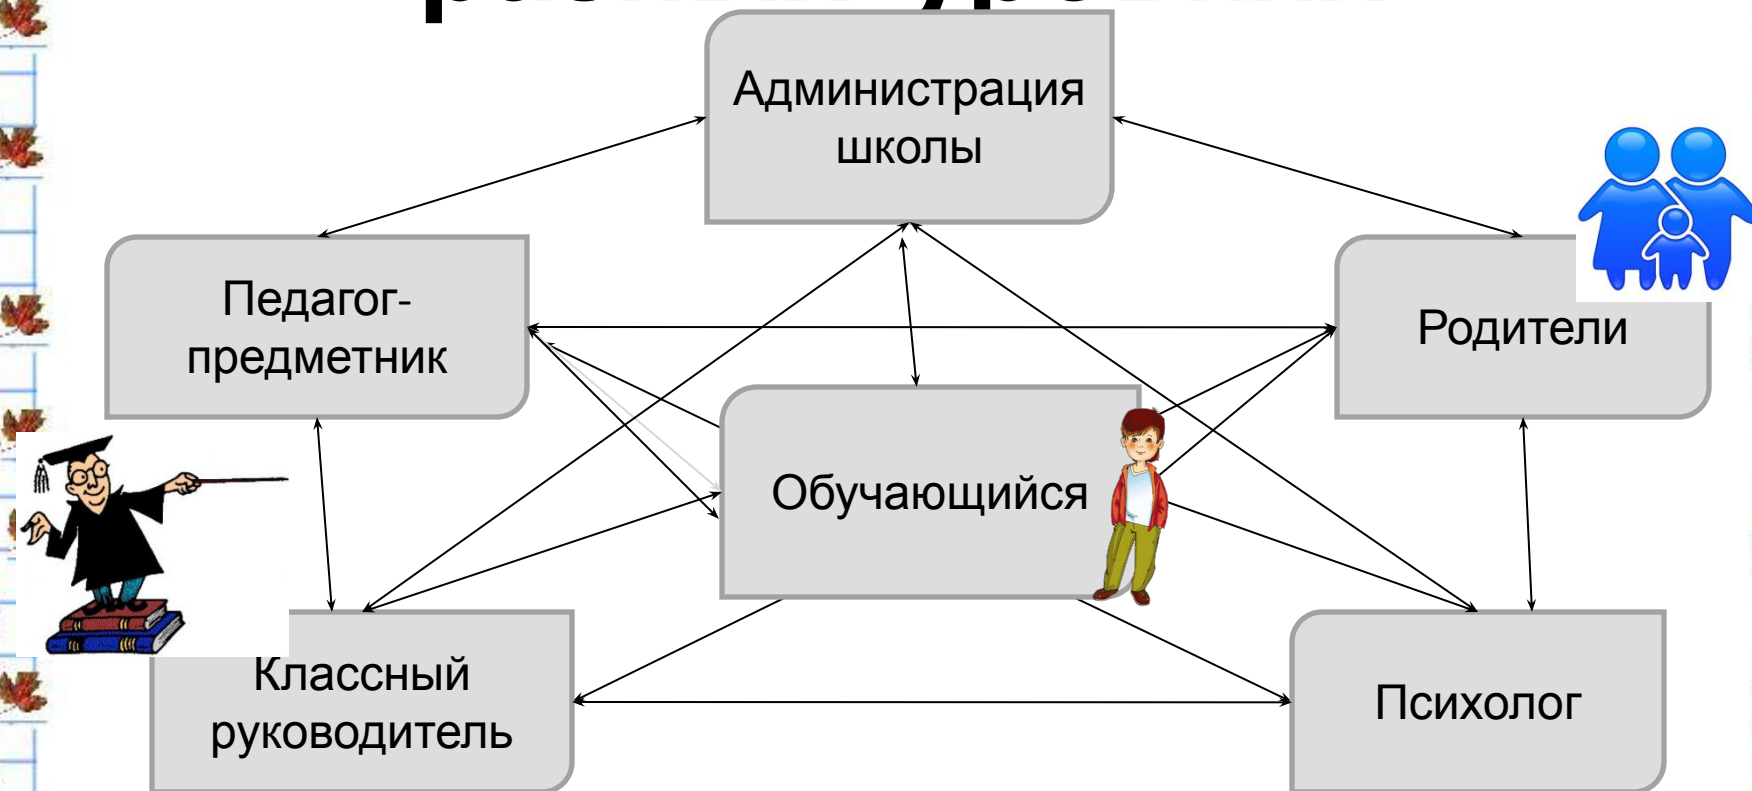 Администрация
школы
Педагог-
предметник
Родители
Обучающийся
Классный
руководитель
Психолог